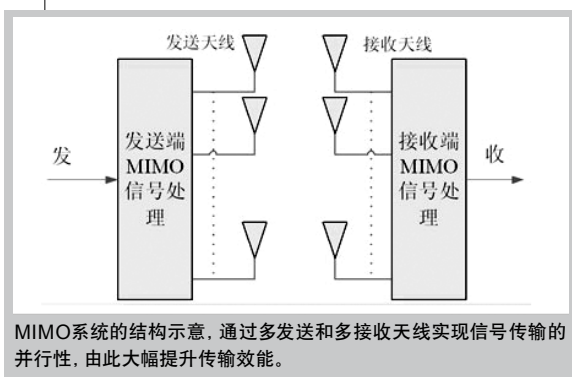 发送天线
接收天线
发
发送端
MIMO
信号处
理
接收端
MIMO
信号处
理
收
MIMO系统的结构示意，通过多发送和多接收天线实现信号传输的
并行性，由此大幅提升传输效能。